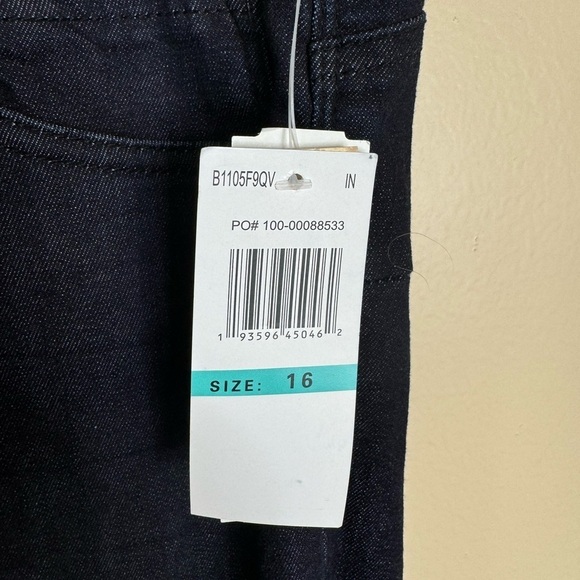 B1105F9QV IN
PO# 100-00088533
1 93596 45046 2
SIZE: 16